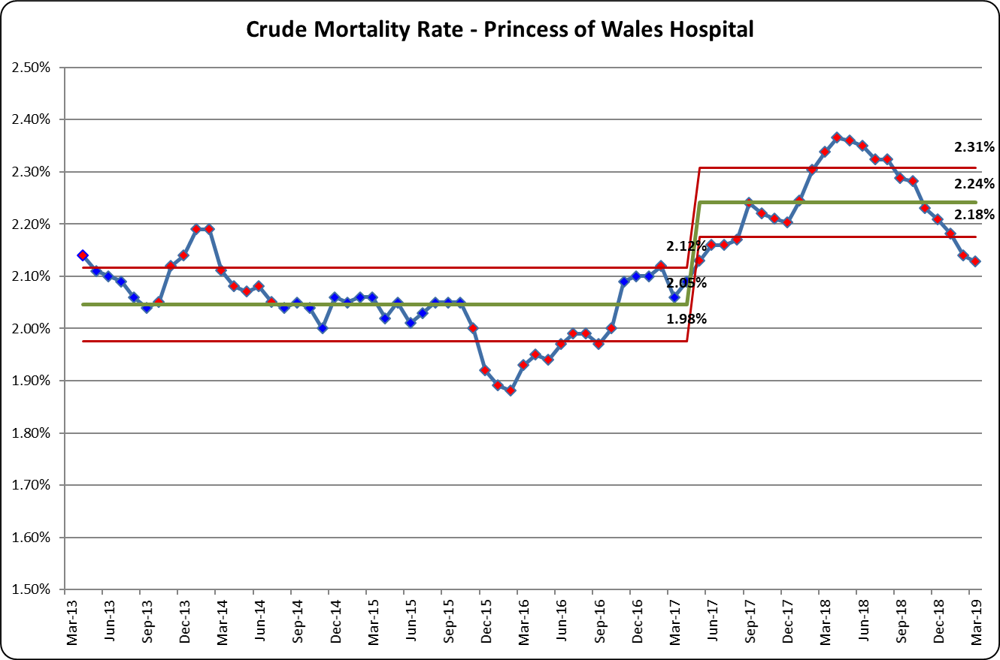 Crude Mortality Rate - Princess of Wales Hospital
2.50%
2.40%
2.30%
2.20%
2.10%
2.00%
1.90%
1.80%
1.70%
1.60%
1.50%
2.31%
2.24%
2.18%
2.12%
2.05%
1.98%
Mar-13
Jun-13
Sep-13
Dec-13
Mar-14
Jun-14
Sep-14
Dec-14
Mar-15
Jun-15
Sep-15
Dec-15
Mar-16
Jun-16
Sep-16
Dec-16
Mar-17
Jun-17
Sep-17
Dec-17
Mar-18
Jun-18
Sep-18
Dec-18
Mar-19